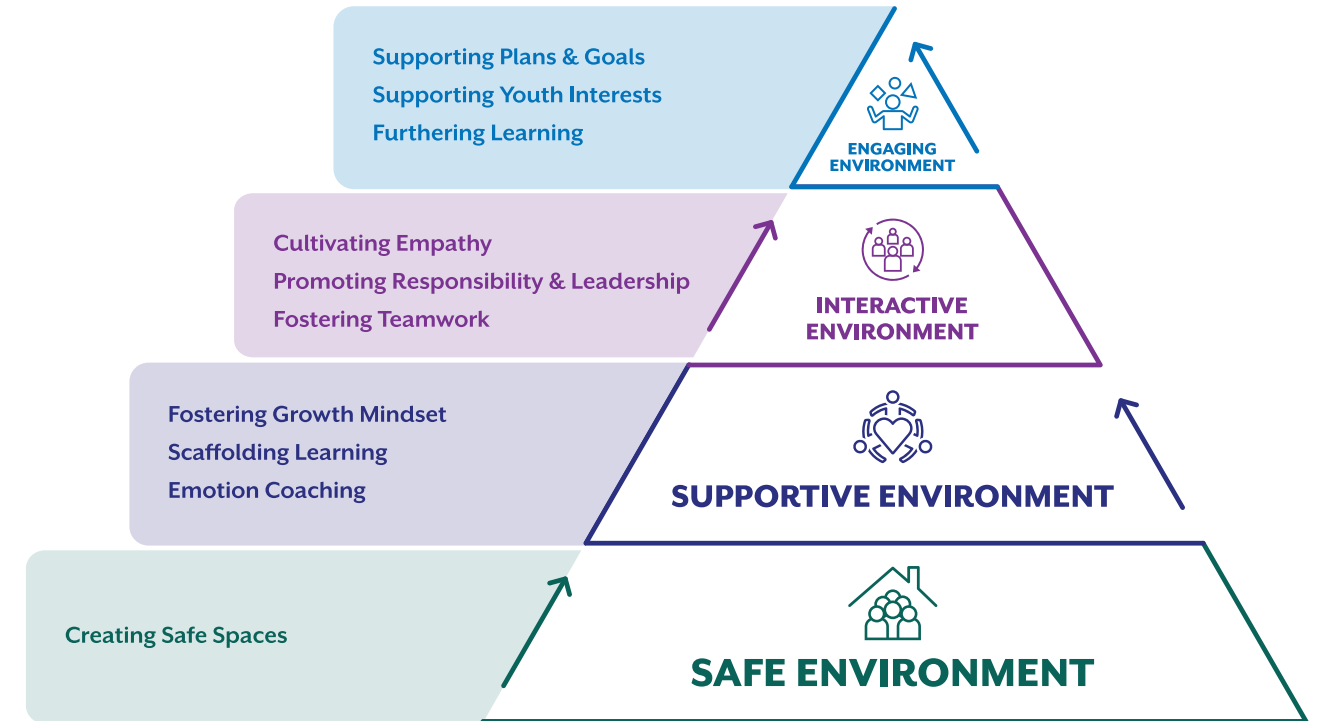 Supporting Plans & Goals
Supporting Youth Interests
Furthering Learning
ENGAGING
ENVIRONMENT
Cultivating Empathy
Promoting Responsibility & Leadership
Fostering Teamwork
INTERACTIVE
ENVIRONMENT
Fostering Growth Mindset
Scaffolding Learning
Emotion Coaching
SUPPORTIVE ENVIRONMENT
Creating Safe Spaces
SAFE ENVIRONMENT